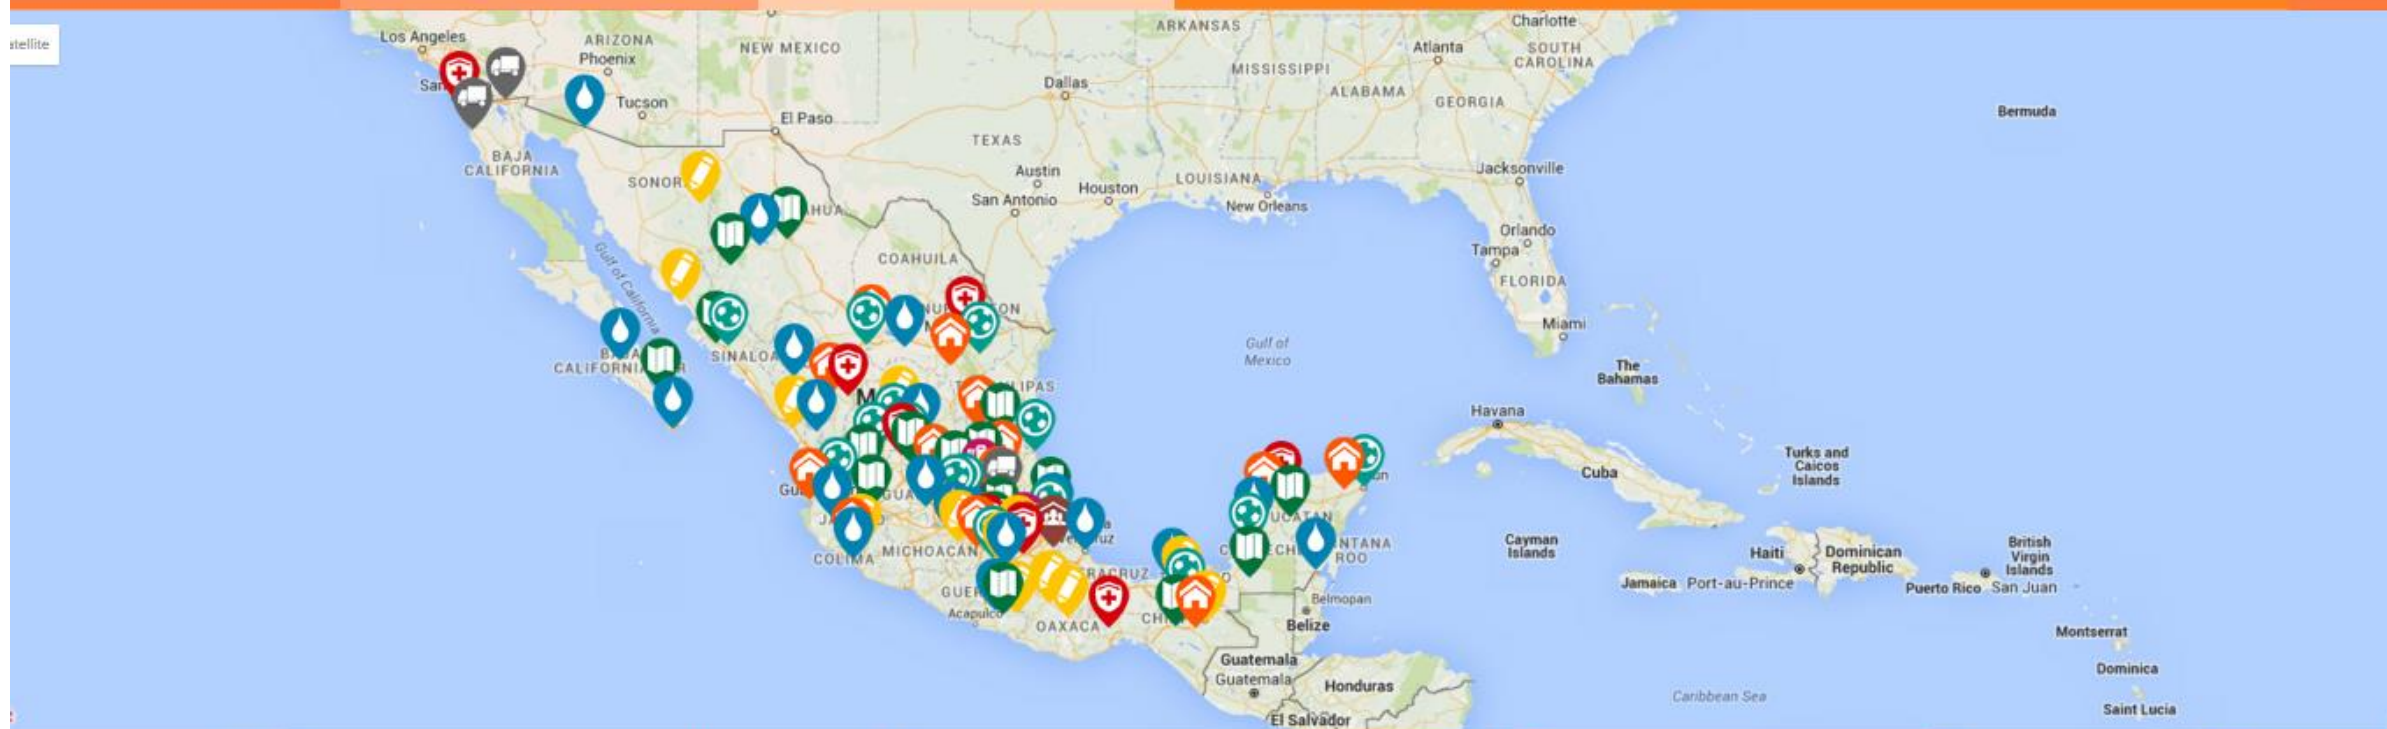 Los Angeles
ARIZONA
Phoenix
NEW MEXICO
ARKANSAS
Charlotte
Atlanta
SOUTH
CAROLINA
MISSISSIPPI
Dallas
ALABAMA
GEORGIA
Tucson
El Paso
Bermuda
TEXAS
BAJA
CALIFORNIA
Austin
Jacksonville
Houston
LOUISIANA
San Antonio
New Orleans
Orlando
Tampa
COAHUILA
Gulf of California
FLORIDA
Miami
Gulf of
Mexico
SINALOA
The
Bahamas
Havana
Turks and
Caicos
Islands
Cuba
Cayman
Islands
MICHOACÁN
COLIMA
Haiti
Dominican
Republic
British
Virgin
Islands
Jamaica
Port-au-Prince
Puerto Rico
San Juan
Acapulco
OAXACA
Belmopan
Belize
Montserrat
Guatemala
Guatemala
Honduras
Dominica
Caribbean Sea
Saint Lucia
El Salvador